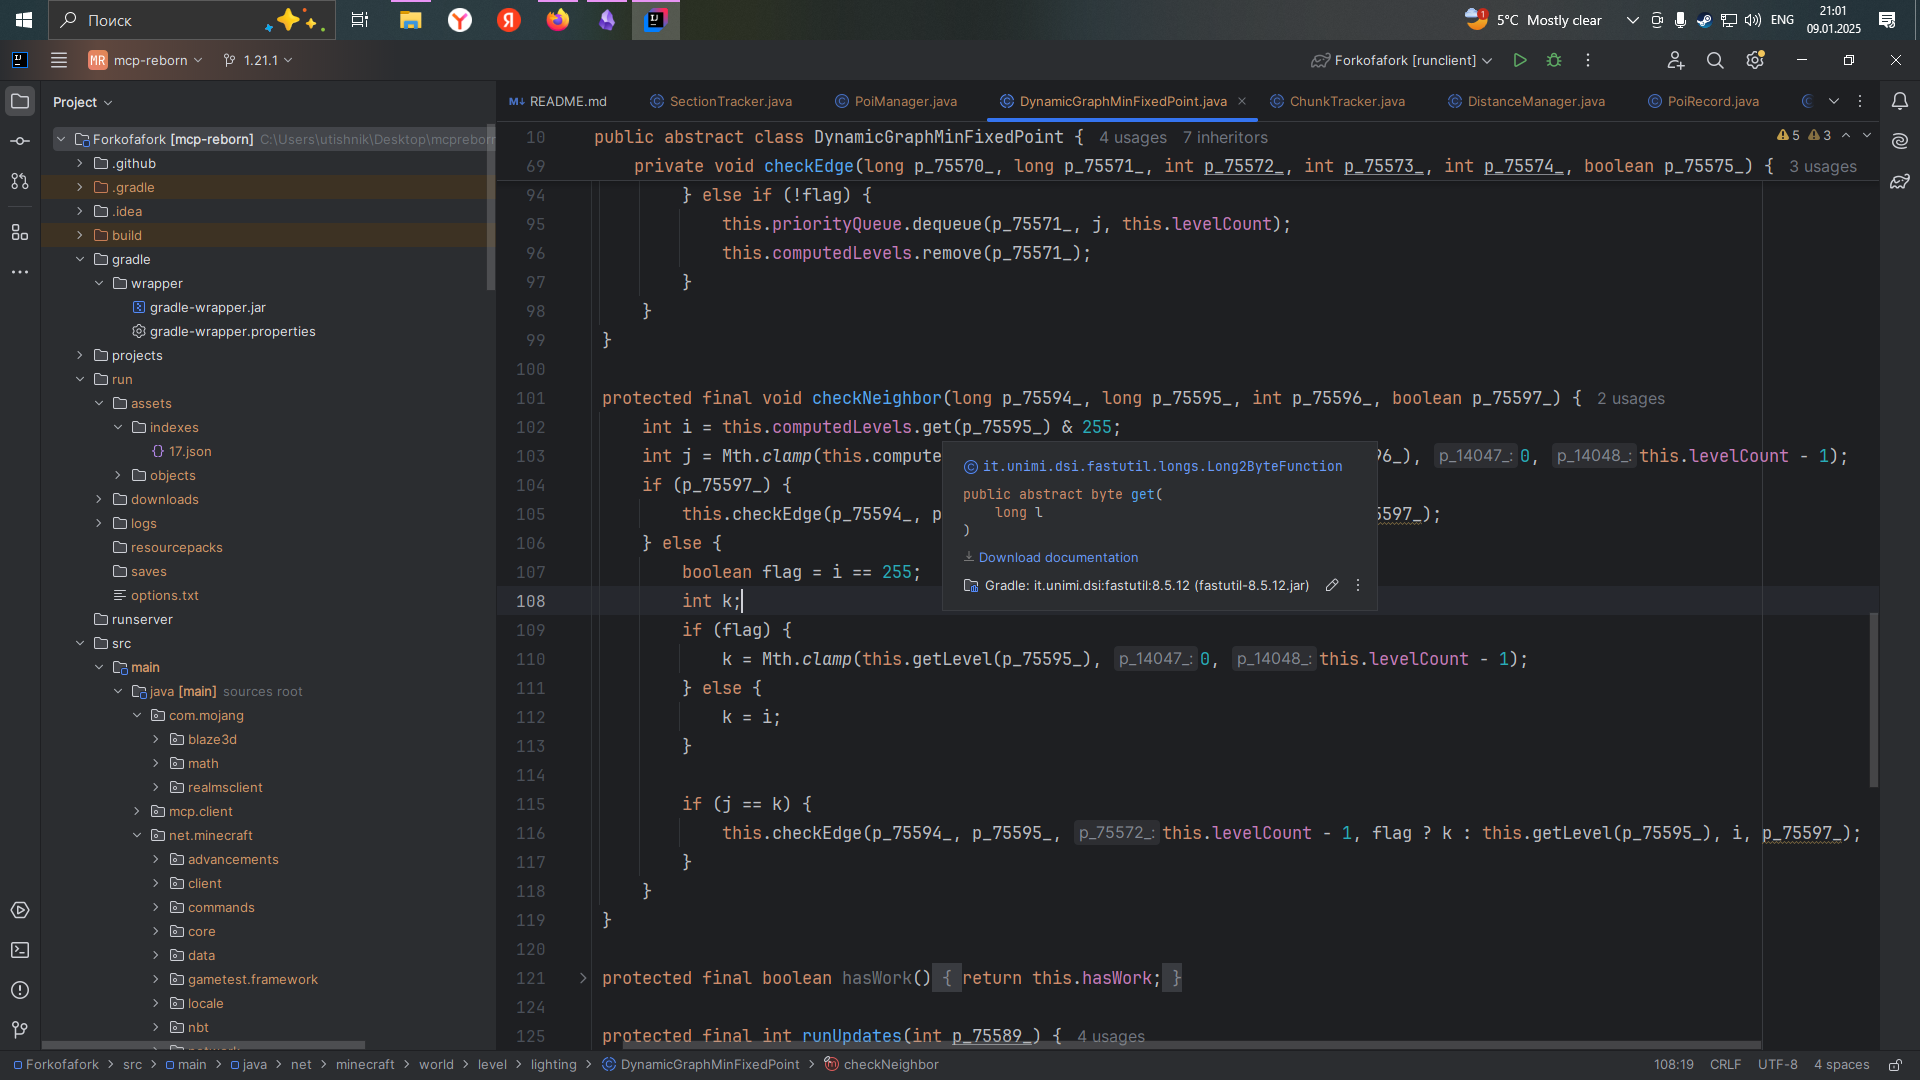 Поиск
5°C Mostly clear
ENG
21:01
09.01.2025
MR mcp-reborn
1.21.1
Forkofafork [runclient]
Project
README.md
SectionTracker.java
PoiManager.java
DynamicGraphMinFixedPoint.java
ChunkTracker.java
DistanceManager.java
PoiRecord.java
Forkofafork [mcp-reborn] C:\Users\utishnik\Desktop\mcpreborn
.github
.gradle
.idea
build
gradle
wrapper
gradle-wrapper.jar
gradle-wrapper.properties
projects
run
assets
indexes
17.json
objects
downloads
logs
resourcepacks
saves
options.txt
runserver
src
main
java [main] sources root
com.mojang
blaze3d
math
realmsclient
mcp.client
net.minecraft
advancements
client
commands
core
data
gametest.framework
locale
nbt
10 public abstract class DynamicGraphMinFixedPoint { 4 usages 7 inheritors
5 3
69 private void checkEdge(long p_75570_, long p_75571_, int p_75572_, int p_75573_, int p_75574_, boolean p_75575_) { 3 usages
94 } else if (!flag) {
95 this.priorityQueue.dequeue(p_75571_, j, this.levelCount);
96 this.computedLevels.remove(p_75571_);
97 }
98 }
99 }
100
101 protected final void checkNeighbor(long p_75594_, long p_75595_, int p_75596_, boolean p_75597_) { 2 usages
102 int i = this.computedLevels.get(p_75595_) & 255;
103 int j = Mth.clamp(this.compute 96_), p_14047_: 0, p_14048_: this.levelCount - 1);
104 if (p_75597_) {
105 this.checkEdge(p_75594_, p 5597_);
106 } else {
107 boolean flag = i == 255;
108 int k;
109 if (flag) {
110 k = Mth.clamp(this.getLevel(p_75595_), p_14047_: 0, p_14048_: this.levelCount - 1);
111 } else {
112 k = i;
113 }
114
115 if (j == k) {
116 this.checkEdge(p_75594_, p_75595_, p_75572_: this.levelCount - 1, flag ? k : this.getLevel(p_75595_), i, p_75597_);
117 }
118 }
119 }
120
121 protected final boolean hasWork() { return this.hasWork; }
124
125 protected final int runUpdates(int p_75589_) { 4 usages
it.unimi.dsi.fastutil.longs.Long2ByteFunction
public abstract byte get(
long l
)
Download documentation
Gradle: it.unimi.dsi:fastutil:8.5.12 (fastutil-8.5.12.jar)
Forkofafork > src > main > java > net > minecraft > world > level > lighting > DynamicGraphMinFixedPoint > checkNeighbor
108:19 CRLF UTF-8 4 spaces